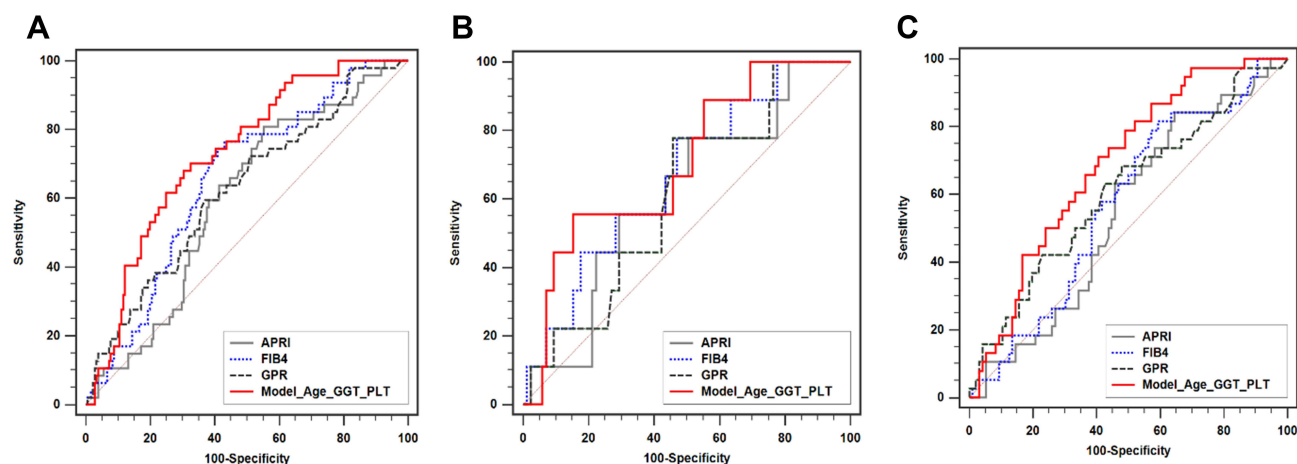 A
100
80
60
40
20
0
Sensitivity
0 20 40 60 80 100
100-Specificity
APRI
FIB4
GPR
Model_Age_GGT_PLT
B
100
80
60
40
20
0
Sensitivity
0 20 40 60 80 100
100-Specificity
APRI
FIB4
GPR
Model_Age_GGT_PLT
C
100
80
60
40
20
0
Sensitivity
0 20 40 60 80 100
100-Specificity
APRI
FIB4
GPR
Model_Age_GGT_PLT